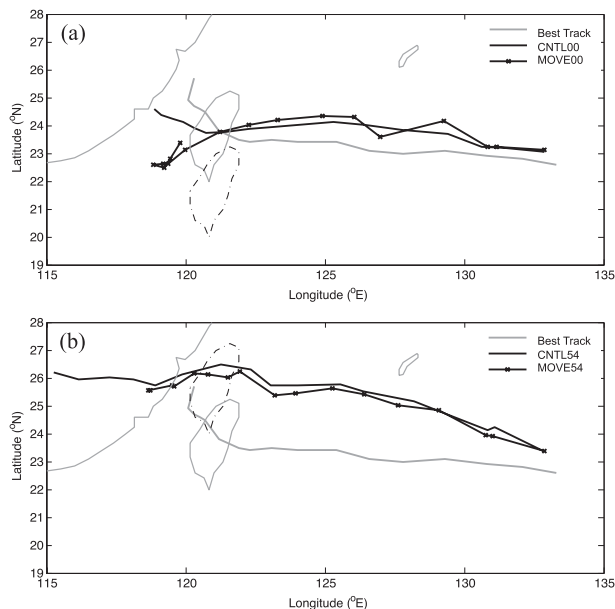 (a)
Best Track
CNTL00
MOVE00
28
27
26
25
24
23
22
21
20
19
Latitude (°N)
115
120
125
130
135
Longitude (°E)
(b)
Best Track
CNTL54
MOVE54
28
27
26
25
24
23
22
21
20
19
Latitude (°N)
115
120
125
130
135
Longitude (°E)